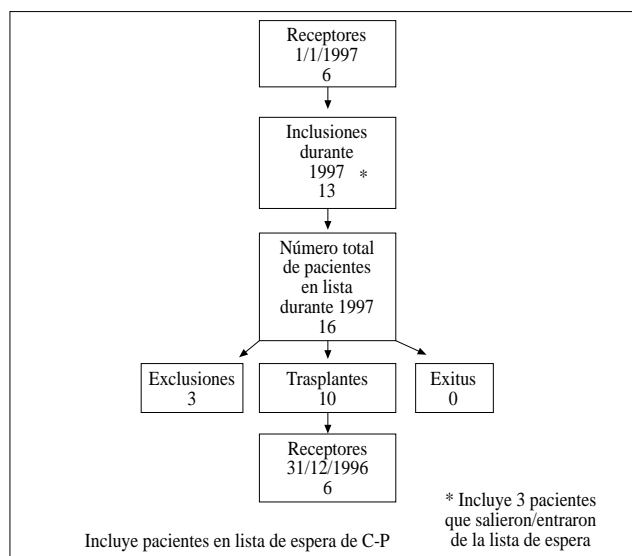 Receptores
1/1/1997
6
Inclusiones
durante
1997 *
13
Número total
de pacientes
en lista
durante 1997
16
Exclusiones
3
Trasplantes
10
Exitus
0
Receptores
31/12/1996
6
* Incluye 3 pacientes
que salieron/entraron
de la lista de espera
Incluye pacientes en lista de espera de C-P